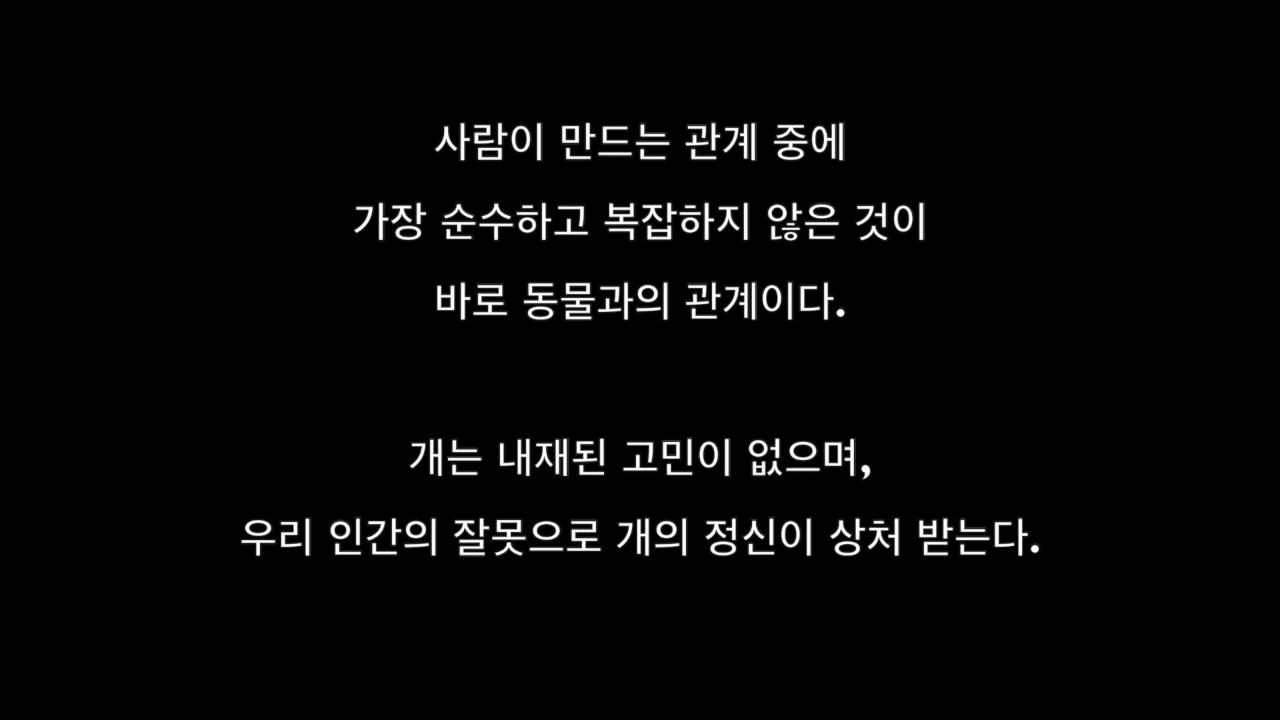 사람이 만드는 관계 중에
가장 순수하고 복잡하지 않은 것이
바로 동물과의 관계이다.
개는 내재된 고민이 없으며,
우리 인간의 잘못으로 개의 정신이 상처 받는다.